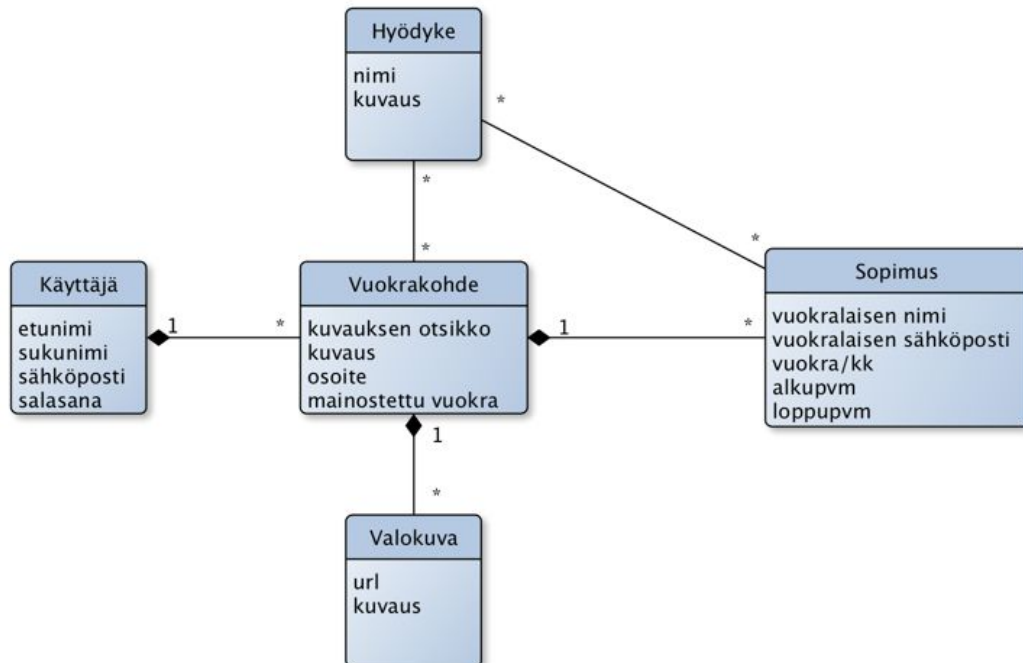 Hyödyke
nimi
kuvaus
*
*
*
*
Käyttäjä
etunimi
sukunimi
sähköposti
salasana
1
*
Vuokrakohde
kuvauksen otsikko
kuvaus
osoite
mainostettu vuokra
1
*
Sopimus
vuokralaisen nimi
vuokralaisen sähköposti
vuokra/kk
alkupvm
loppupvm
1
*
Valokuva
url
kuvaus